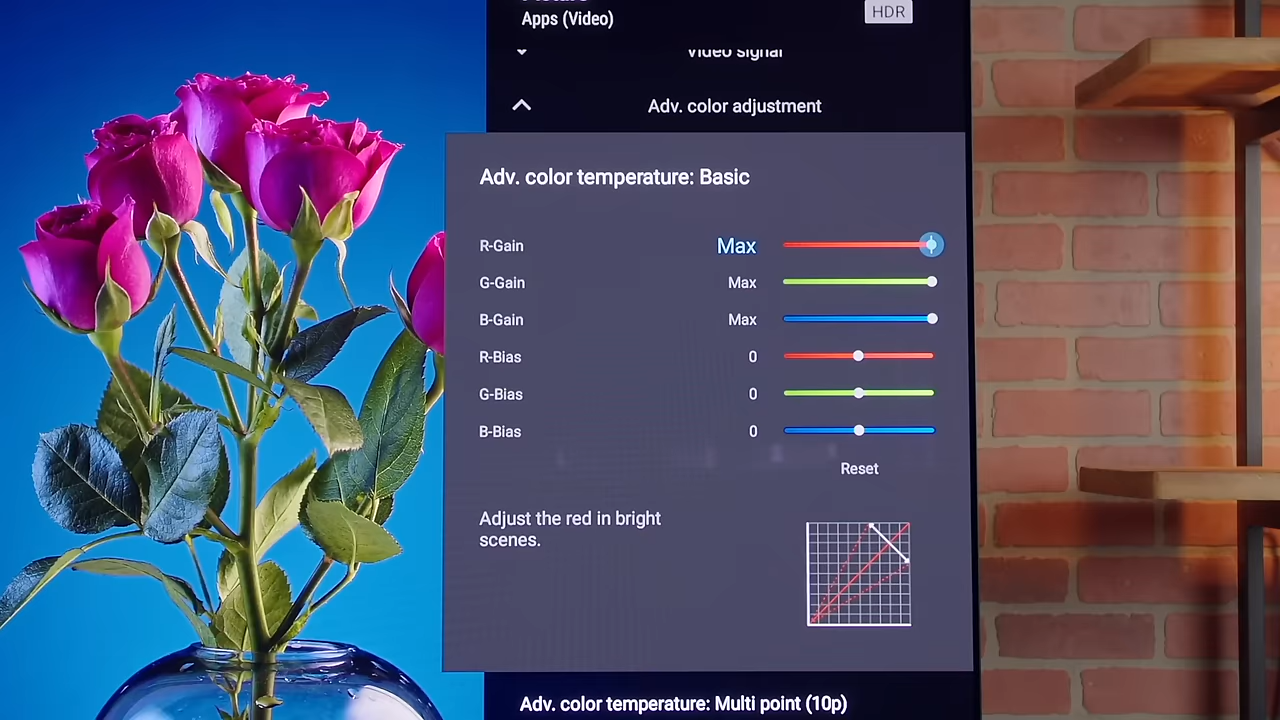 Apps (Video)
HDR
Video signal
Adv. color adjustment
Adv. color temperature: Basic
R-Gain Max
G-Gain Max
B-Gain Max
R-Bias 0
G-Bias 0
B-Bias 0
Reset
Adjust the red in bright
scenes.
Adv. color temperature: Multi point (10p)